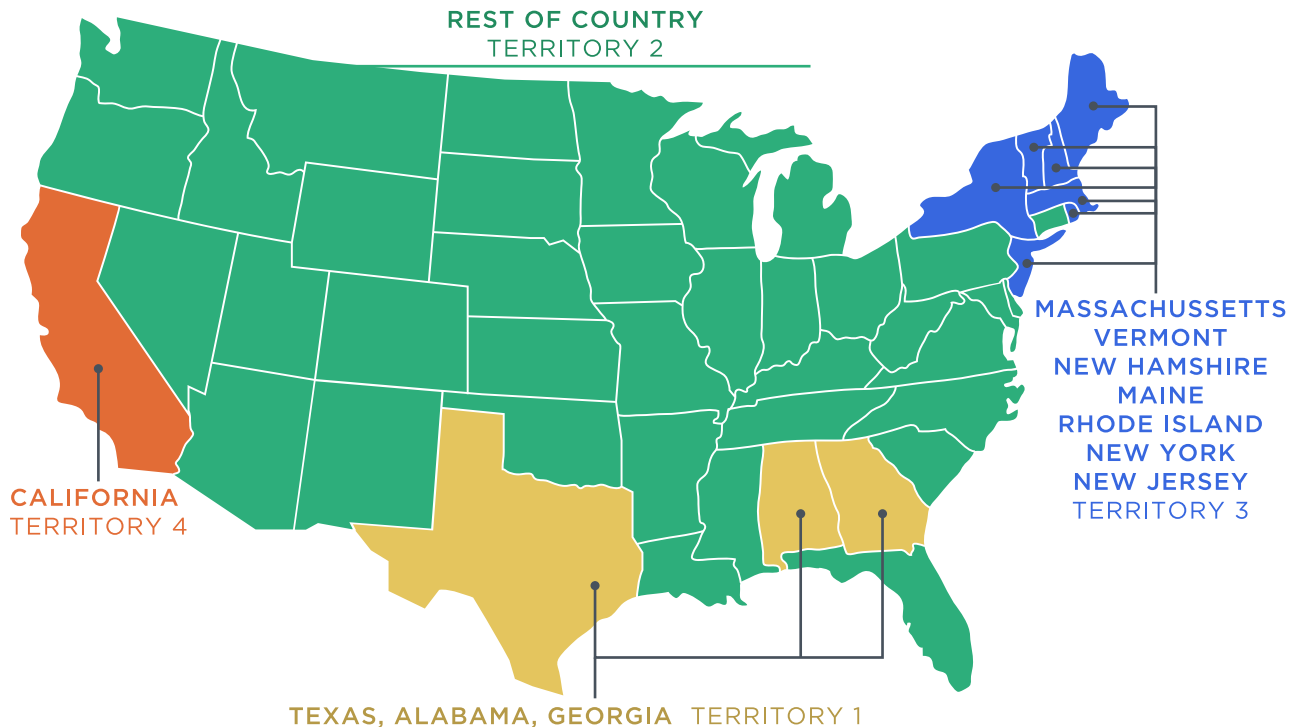 REST OF COUNTRY
TERRITORY 2
MASSACHUSSETTS
VERMONT
NEW HAMSHIRE
MAINE
RHODE ISLAND
NEW YORK
NEW JERSEY
TERRITORY 3
CALIFORNIA
TERRITORY 4
TEXAS, ALABAMA, GEORGIA TERRITORY 1